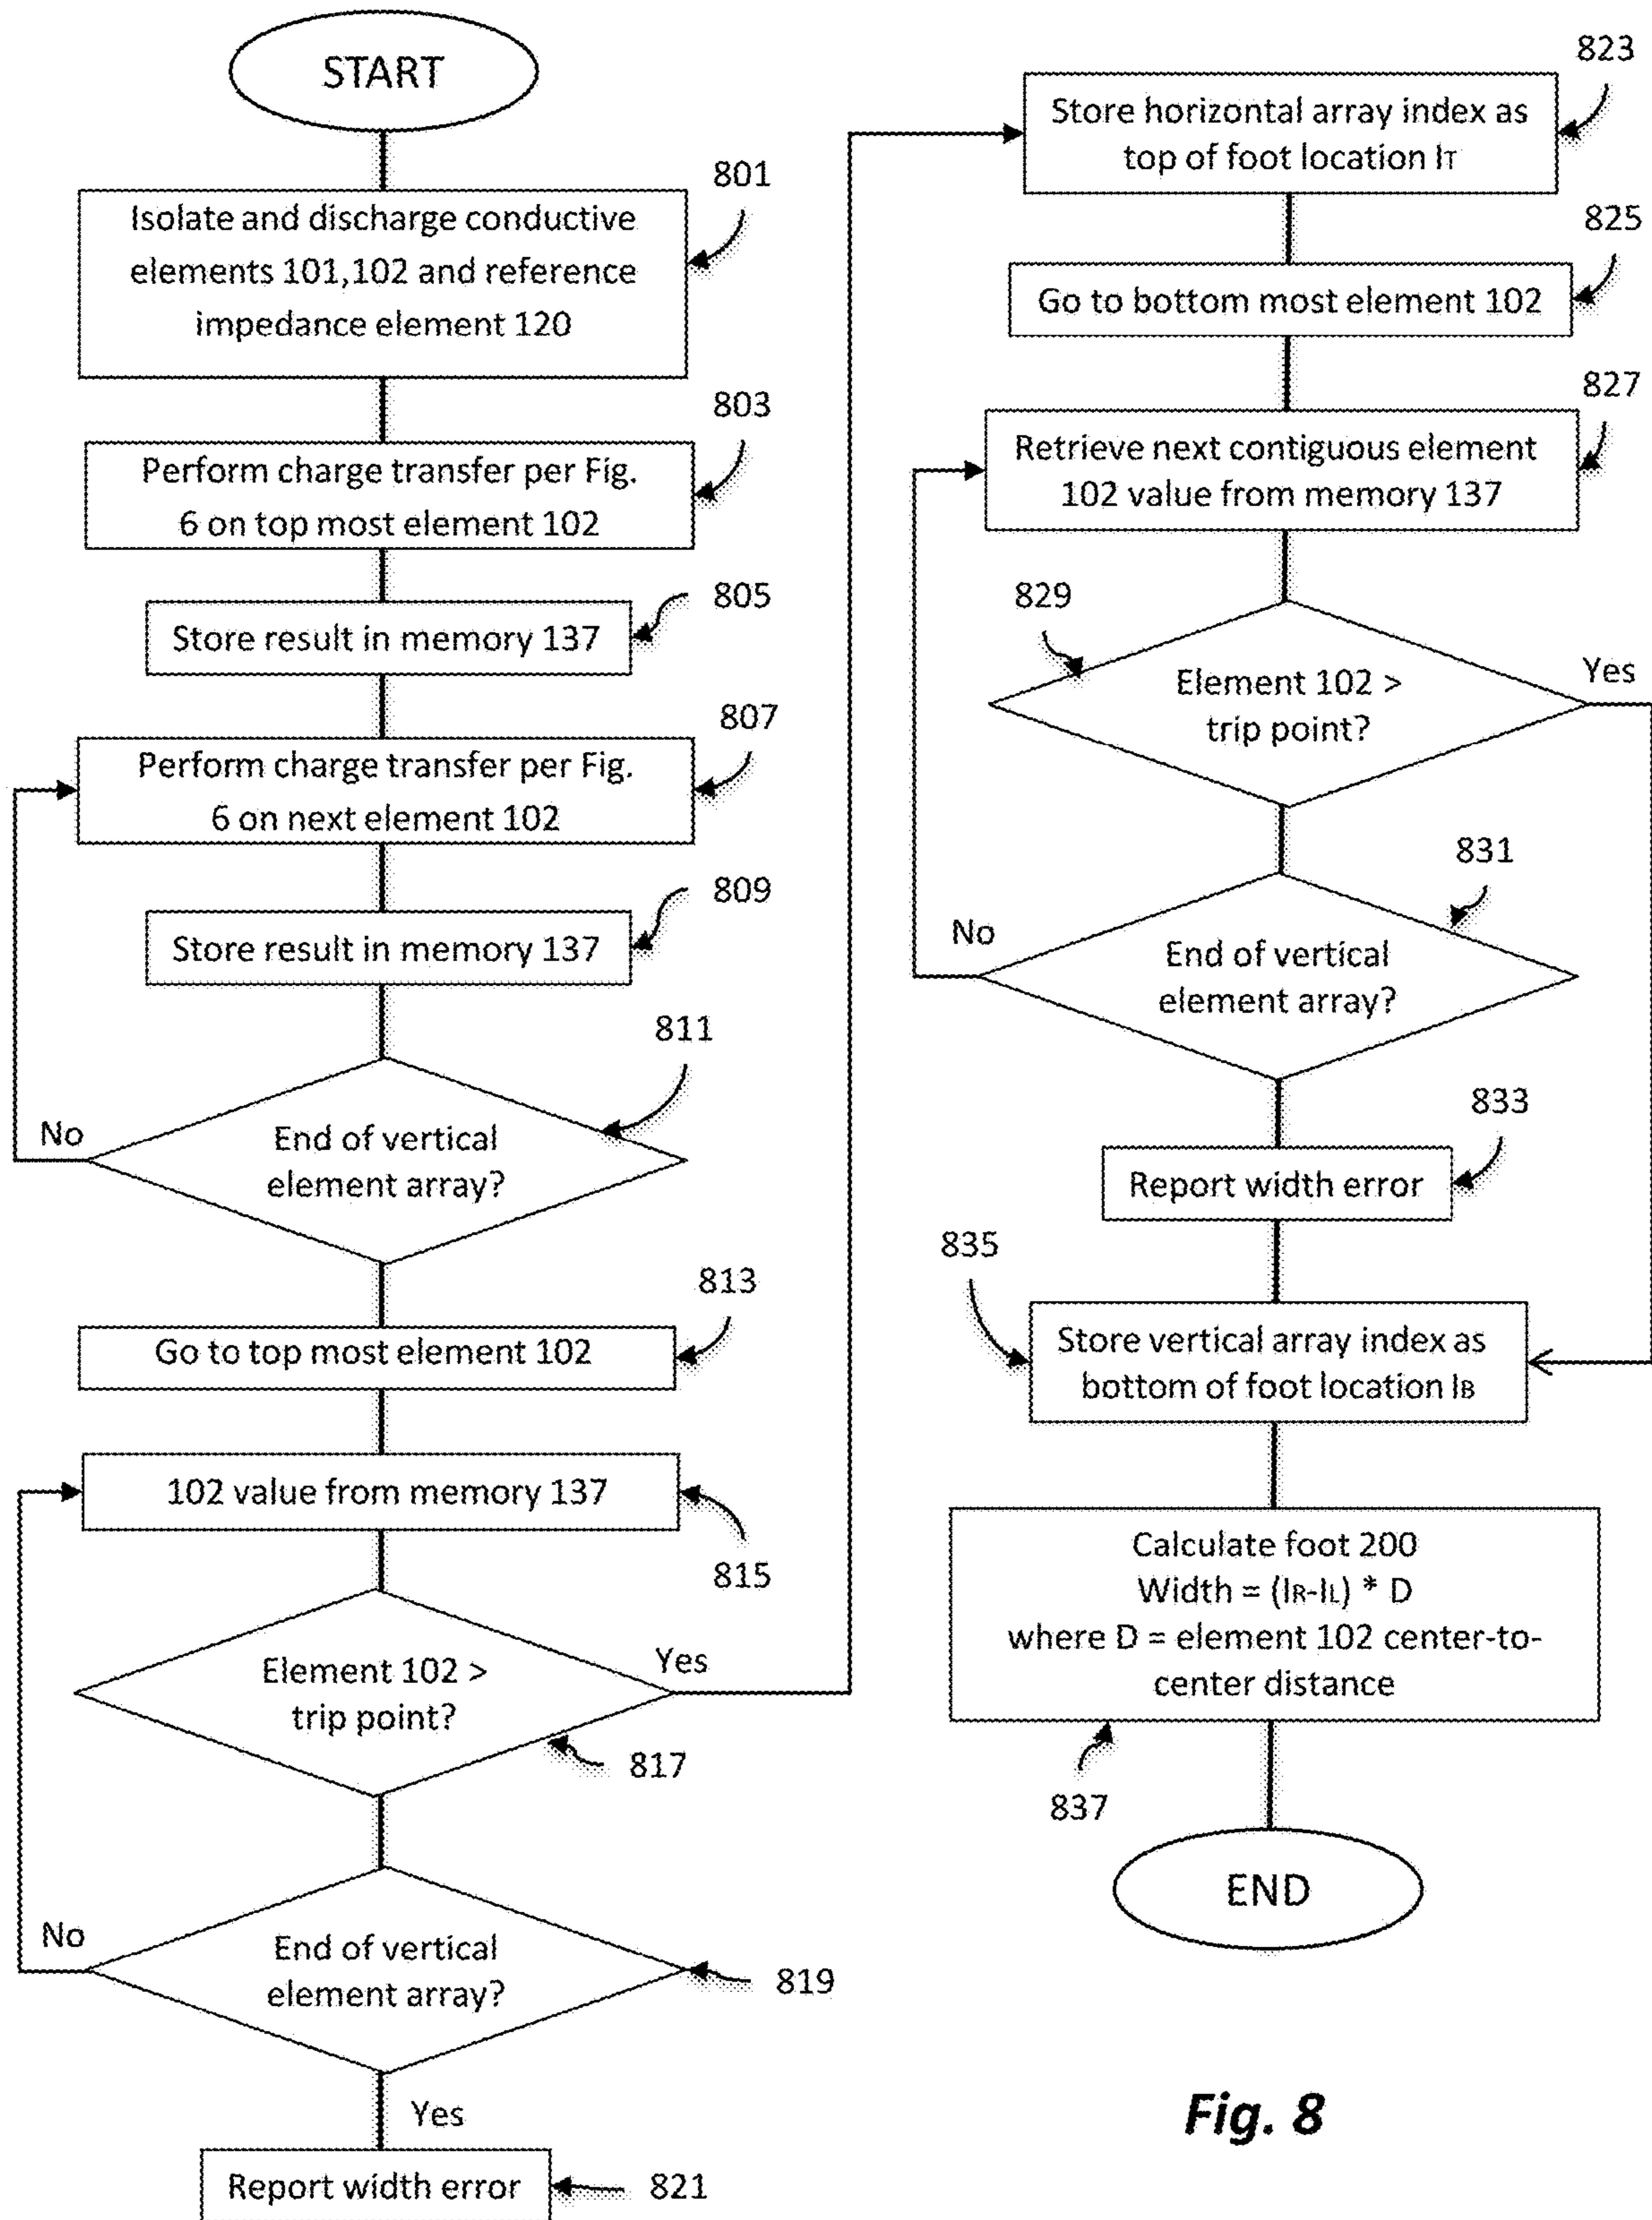 START
801
Isolate and discharge conductive
elements 101,102 and reference
impedance element 120
803
Perform charge transfer per Fig.
6 on top most element 102
805
Store result in memory 137
807
Perform charge transfer per Fig.
6 on next element 102
809
Store result in memory 137
811
End of vertical
element array?
No
813
Go to top most element 102
102 value from memory 137
815
Element 102 >
trip point?
Yes
817
No
End of vertical
element array?
819
Yes
Report width error
821
823
Store horizontal array index as
top of foot location IT
825
Go to bottom most element 102
827
Retrieve next contiguous element
102 value from memory 137
829
Element 102 >
trip point?
Yes
831
No
End of vertical
element array?
833
Report width error
835
Store vertical array index as
bottom of foot location IB
Calculate foot 200
Width = (IR-IL) * D
where D = element 102 center-to-
center distance
837
END
Fig. 8